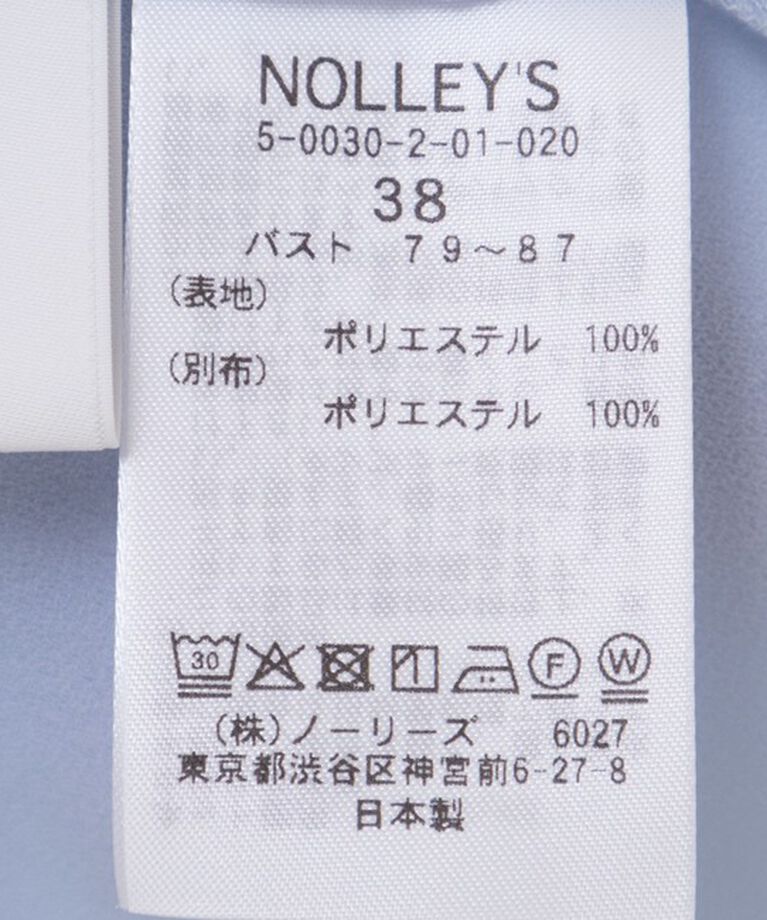 NOLLEY'S
5-0030-2-01-020
38
バスト 79～87
(表地)
ポリエステル 100%
(別布)
ポリエステル 100%
30 F W
(株)ノーリーズ 6027
東京都渋谷区神宮前6-27-8
日本製